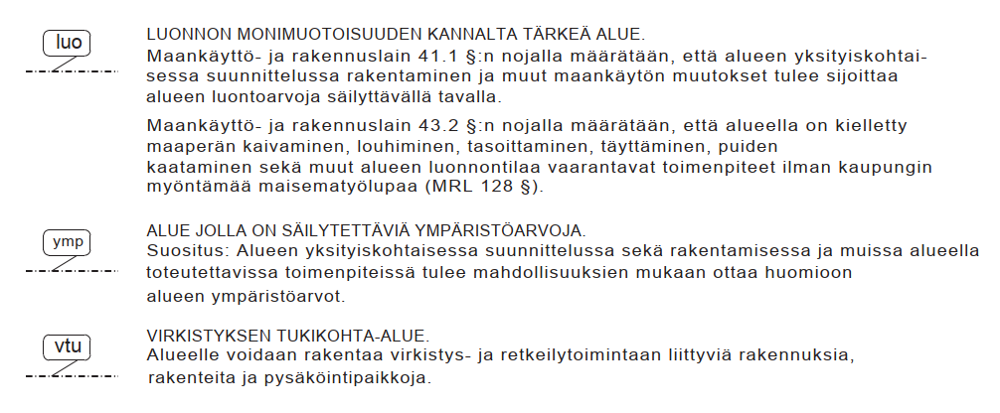 luo
LUONNON MONIMUOTOISUUDEN KANNALTA TÄRKEÄ ALUE.
Maankäyttö- ja rakennuslain 41.1 §:n nojalla määrätään, että alueen yksityiskohtai-
sessa suunnittelussa rakentaminen ja muut maankäytön muutokset tulee sijoittaa
alueen luontoarvoja säilyttävällä tavalla.
Maankäyttö- ja rakennuslain 43.2 §:n nojalla määrätään, että alueella on kielletty
maaperän kaivaminen, louhiminen, tasoittaminen, täyttäminen, puiden
kaataminen sekä muut alueen luonnontilaa vaarantavat toimenpiteet ilman kaupungin
myöntämää maisematyölupaa (MRL 128 §).
ymp
ALUE JOLLA ON SÄILYTETTÄVIÄ YMPÄRISTÖARVOJA.
Suositus: Alueen yksityiskohtaisessa suunnittelussa sekä rakentamisessa ja muissa alueella
toteutettavissa toimenpiteissä tulee mahdollisuuksien mukaan ottaa huomioon
alueen ympäristöarvot.
vtu
VIRKISTYKSEN TUKIKOHTA-ALUE.
Alueelle voidaan rakentaa virkistys- ja retkeilytoimintaan liittyviä rakennuksia,
rakenteita ja pysäköintipaikkoja.